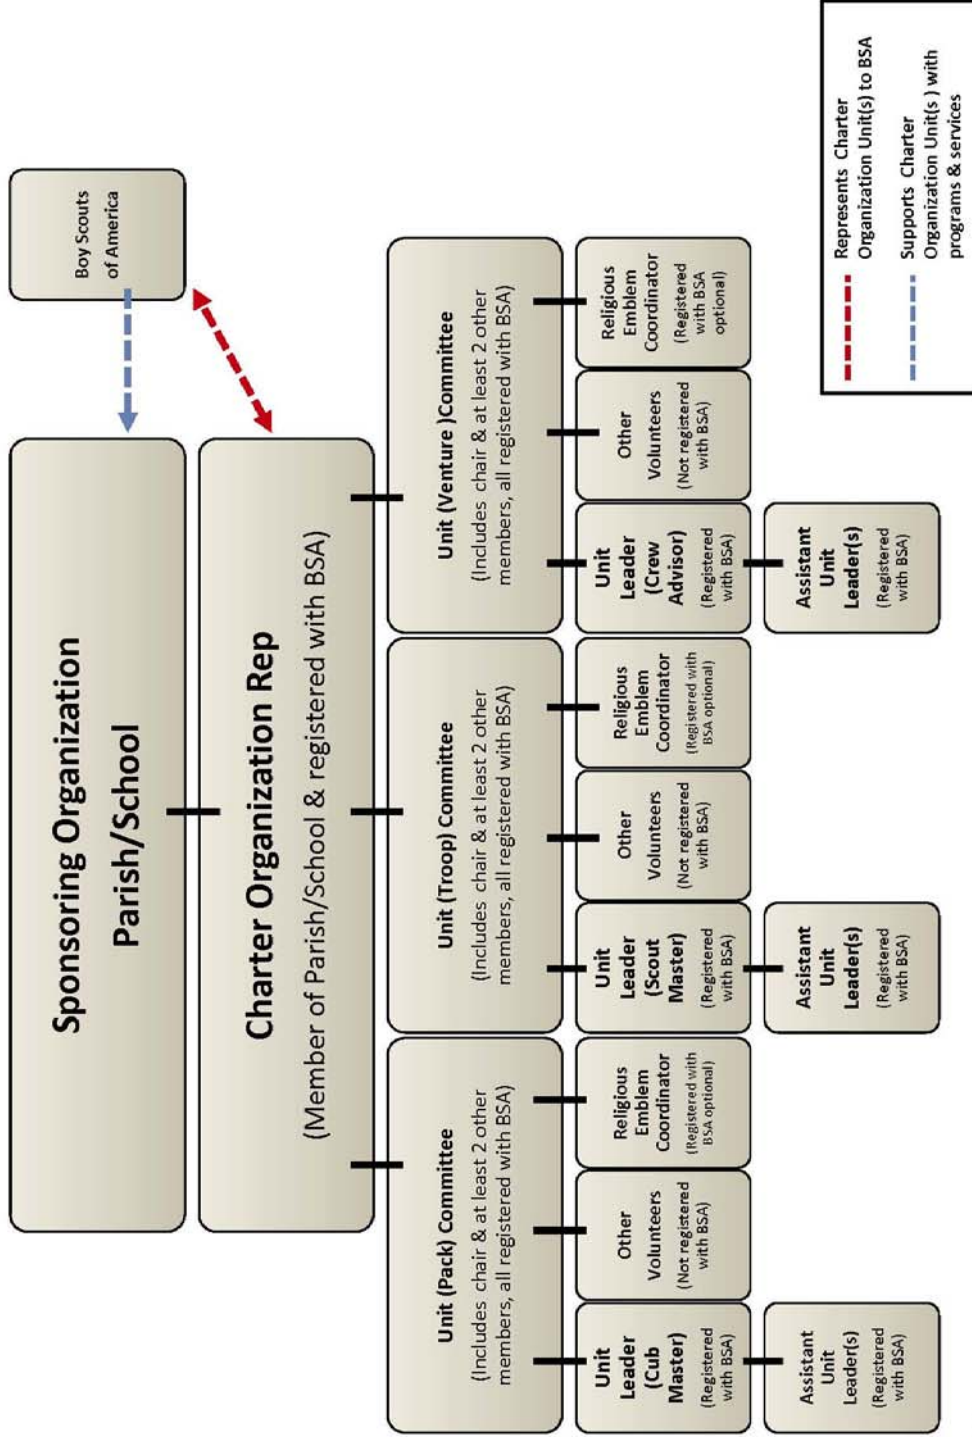 Sponsoring Organization
Parish/School
Boy Scouts
of America
Charter Organization Rep
(Member of Parish/School & registered with BSA)
Unit (Pack) Committee
(Includes chair & at least 2 other
members, all registered with BSA)
Unit (Troop) Committee
(Includes chair & at least 2 other
members, all registered with BSA)
Unit (Venture )Committee
(Includes chair & at least 2 other
members, all registered with BSA)
Unit
Leader
(Cub
Master)
(Registered
with BSA)
Other
Volunteers
(Not registered
with BSA)
Religious
Emblem
Coordinator
(Registered with
BSA optional)
Unit
Leader
(Scout
Master)
(Registered
with BSA)
Other
Volunteers
(Not registered
with BSA)
Religious
Emblem
Coordinator
(Registered with
BSA optional)
Unit
Leader
(Crew
Advisor)
(Registered
with BSA)
Other
Volunteers
(Not registered
with BSA)
Religious
Emblem
Coordinator
(Registered
with BSA
optional)
Assistant
Unit
Leader(s)
(Registered
with BSA)
Assistant
Unit
Leader(s)
(Registered
with BSA)
Assistant
Unit
Leader(s)
(Registered
with BSA)
Represents Charter
Organization Unit(s) to BSA
Supports Charter
Organization Unit(s ) with
programs & services